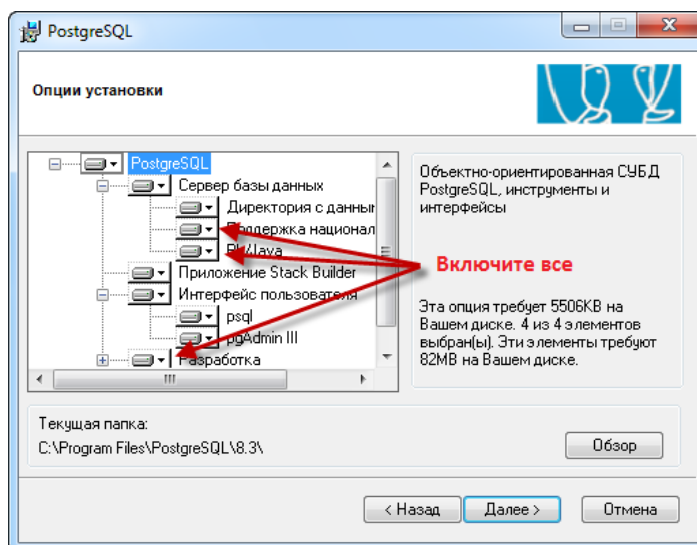 PostgreSQL
Опции установки
PostgreSQL
Сервер базы данных
Директория с данны
Поддержка национал
PL/Java
Приложение Stack Builder
Интерфейс пользователя
psql
pgAdmin III
Разработка
Объектно-ориентированная СУБД
PostgreSQL, инструменты и
интерфейсы
Включите все
Эта опция требует 5506KB на
Вашем диске. 4 из 4 элементов
выбран(ы). Эти элементы требуют
82MB на Вашем диске.
Текущая папка:
C:\Program Files\PostgreSQL\8.3\
Обзор
< Назад
Далее >
Отмена